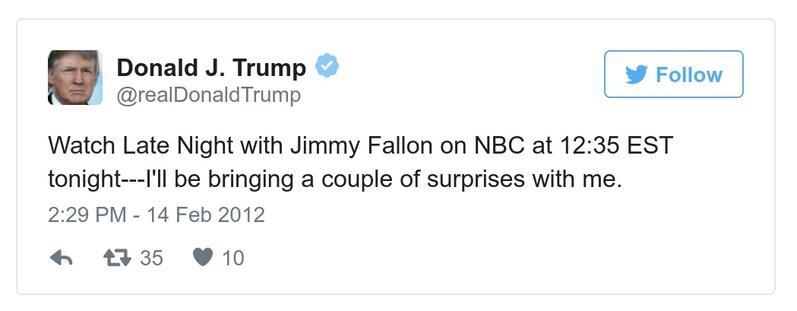 Donald J. Trump
@realDonaldTrump
Follow
Watch Late Night with Jimmy Fallon on NBC at 12:35 EST
tonight---I'll be bringing a couple of surprises with me.
2:29 PM - 14 Feb 2012
35 10